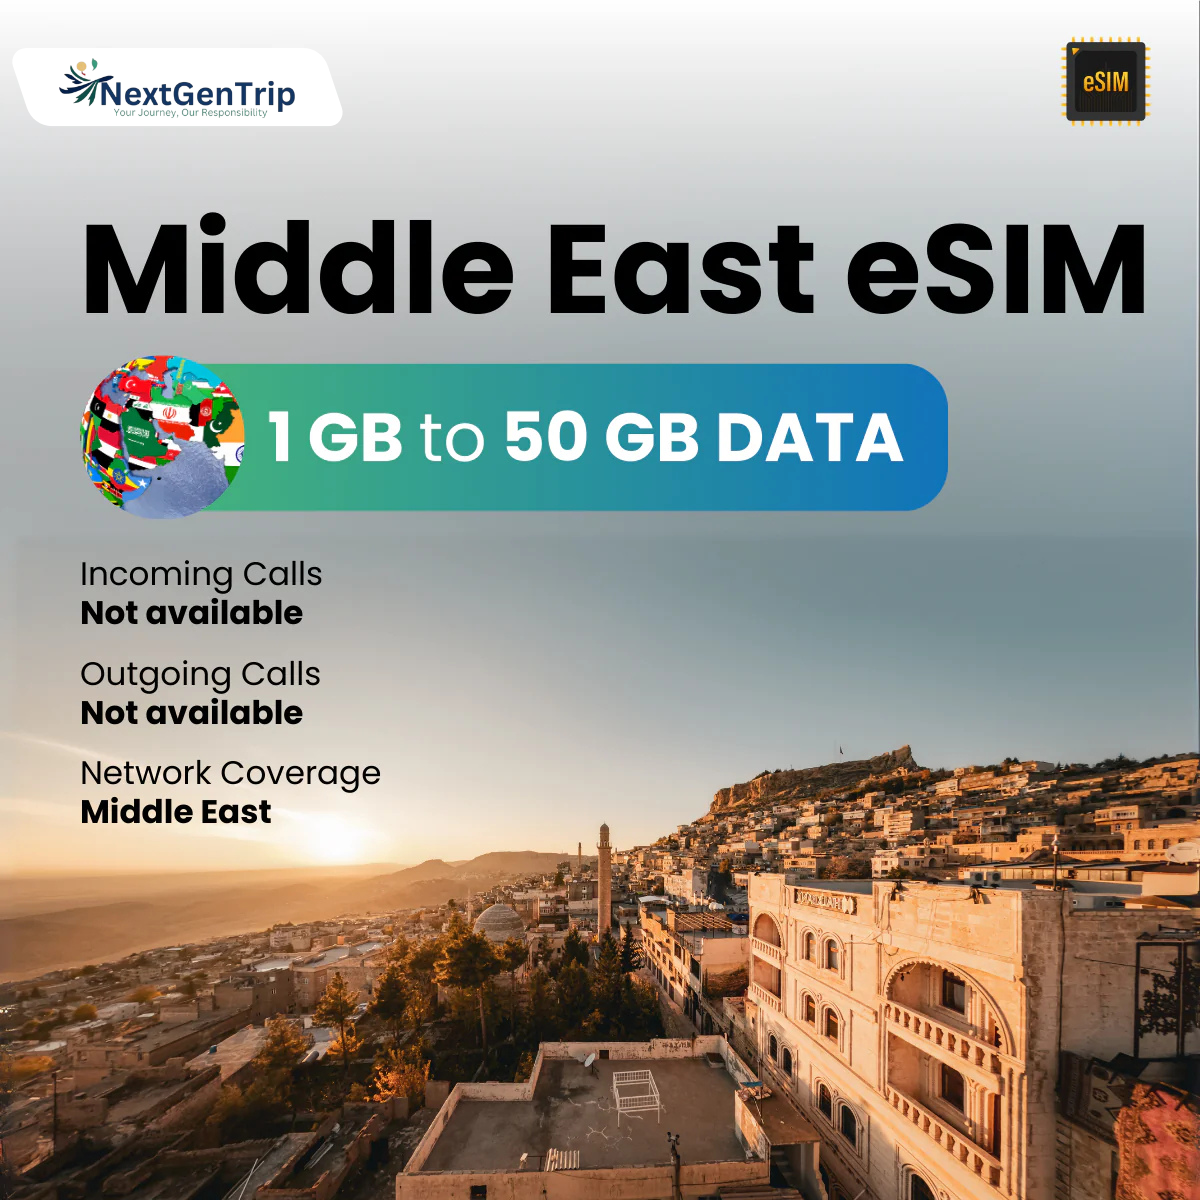 NextGenTrip
Your Journey, Our Responsibility
eSIM
Middle East eSIM
1 GB to 50 GB DATA
Incoming Calls
Not available
Outgoing Calls
Not available
Network Coverage
Middle East